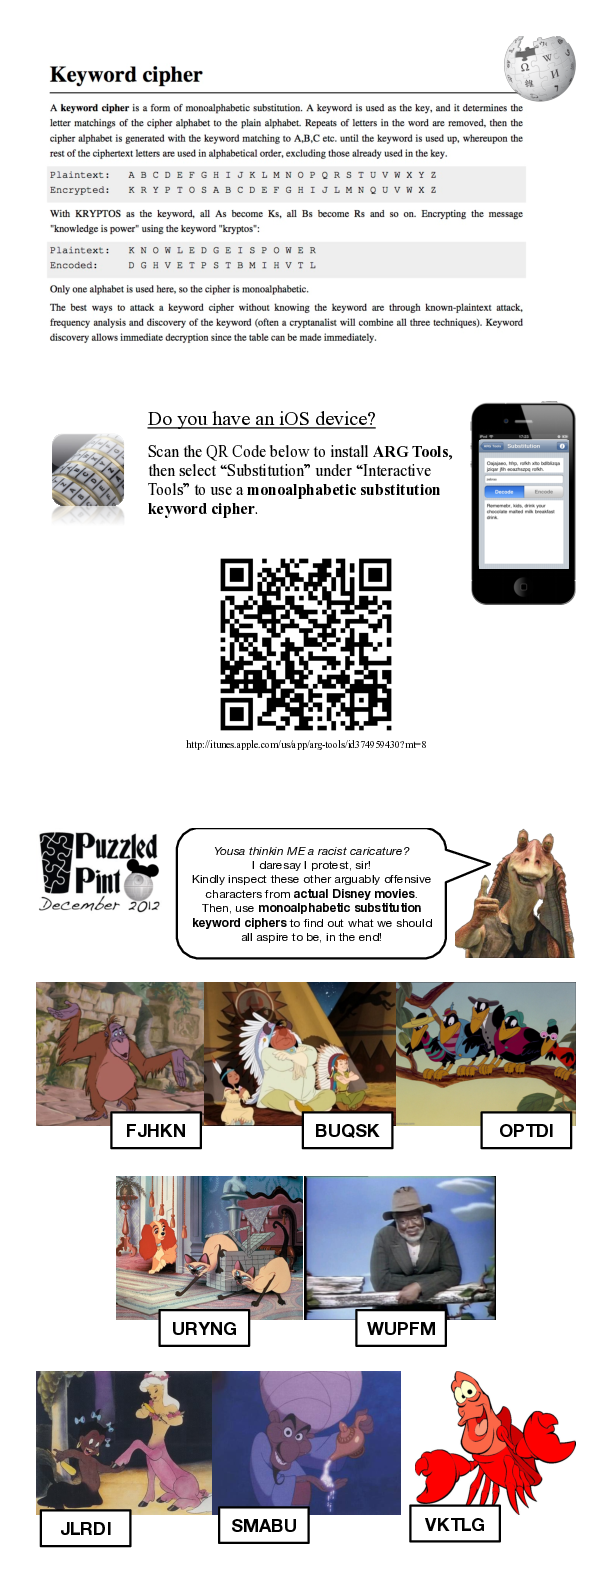 Keyword cipher
A keyword cipher is a form of monoalphabetic substitution. A keyword is used as the key, and it determines the
letter matchings of the cipher alphabet to the plain alphabet. Repeats of letters in the word are removed, then the
cipher alphabet is generated with the keyword matching to A,B,C etc. until the keyword is used up, whereupon the
rest of the ciphertext letters are used in alphabetical order, excluding those already used in the key.
Plaintext: A B C D E F G H I J K L M N O P Q R S T U V W X Y Z
Encrypted: K R Y P T O S A B C D E F G H I J L M N Q U V W X Z
With KRYPTOS as the keyword, all As become Ks, all Bs become Rs and so on. Encrypting the message
"knowledge is power" using the keyword "kryptos":
Plaintext: K N O W L E D G E I S P O W E R
Encoded: D G H V E T P S T B M I H V T L
Only one alphabet is used here, so the cipher is monoalphabetic.
The best ways to attack a keyword cipher without knowing the keyword are through known-plaintext attack,
frequency analysis and discovery of the keyword (often a cryptanalist will combine all three techniques). Keyword
discovery allows immediate decryption since the table can be made immediately.
Do you have an iOS device?
Scan the QR Code below to install ARG Tools,
then select “Substitution” under “Interactive
Tools” to use a monoalphabetic substitution
keyword cipher.
Substitution
Decode Encode
Rememebr, kids, drink your
chocolate malted milk breakfast
drink.
http://itunes.apple.com/us/app/arg-tools/id374959430?mt=8
Puzzled
Pint
December 2012
Yousa thinkin ME a racist caricature?
I daresay I protest, sir!
Kindly inspect these other arguably offensive
characters from actual Disney movies.
Then, use monoalphabetic substitution
keyword ciphers to find out what we should
all aspire to be, in the end!
FJHKN
BUQSK
OPTDI
URYNG
WUPFM
JLRDI
SMABU
VKTLG